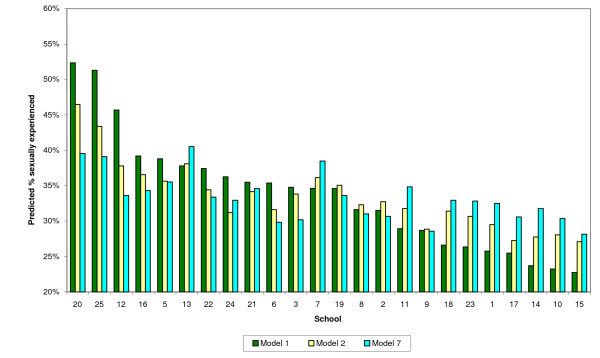 60%
55%
50%
45%
40%
35%
30%
25%
20%
Predicted % sexually experienced
20 25 12 16 5 13 22 24 21 6 3 7 19 8 2 11 9 18 23 1 17 14 10 15
School
Model 1 Model 2 Model 7